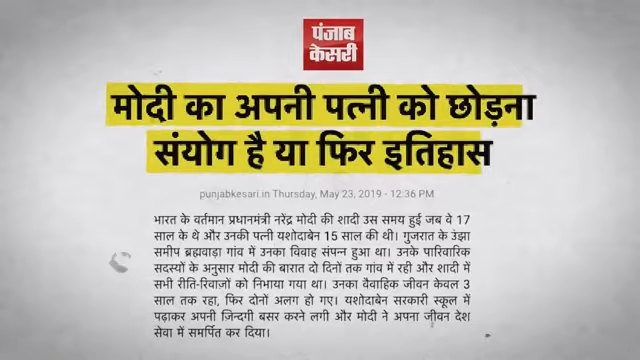 पंजाब
केसरी
मोदी का अपनी पत्नी को छोड़ना
संयोग है या फिर इतिहास
punjabkesari.in Thursday, May 23, 2019 - 12:36 PM
भारत के वर्तमान प्रधानमंत्री नरेंद्र मोदी की शादी उस समय हुई जब वे 17
साल के थे और उनकी पत्नी यशोदाबेन 15 साल की थी। गुजरात के उंझा
समीप ब्रह्मवाड़ा गांव में उनका विवाह संपन्न हुआ था। उनके पारिवारिक
सदस्यों के अनुसार मोदी की बारात दो दिनों तक गांव में रही और शादी में
सभी रीति-रिवाजों को निभाया गया था। उनका वैवाहिक जीवन केवल 3
साल तक रहा, फिर दोनों अलग हो गए। यशोदाबेन सरकारी स्कूल में
पढ़ाकर अपनी ज़िन्दगी बसर करने लगी और मोदी ने अपना जीवन देश
सेवा में समर्पित कर दिया।